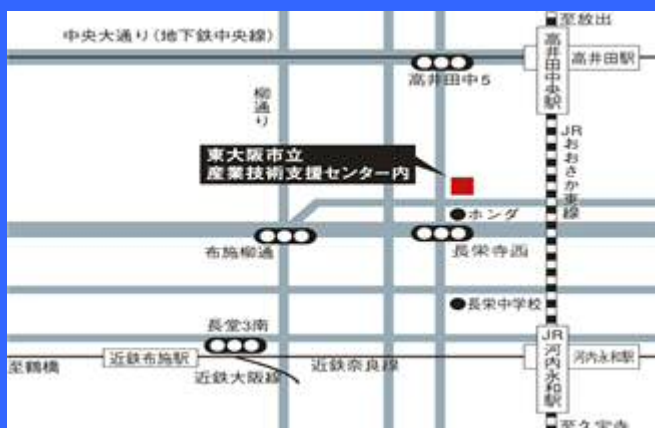 至放出
中央大通り(地下鉄中央線)
高井田中央駅
高井田駅
高井田中5
柳通り
JRおおさか東線
東大阪市立
産業技術支援センター内
ホンダ
布施柳通
長栄寺西
長栄中学校
長堂3南
JR河内永和駅
河内永和駅
近鉄布施駅
近鉄奈良線
至鶴橋
近鉄大阪線
至久宝寺